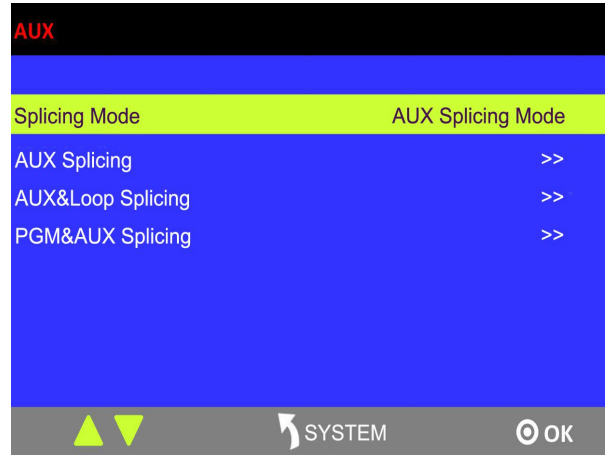 AUX
Splicing Mode AUX Splicing Mode
AUX Splicing >>
AUX&Loop Splicing >>
PGM&AUX Splicing >>
SYSTEM OK